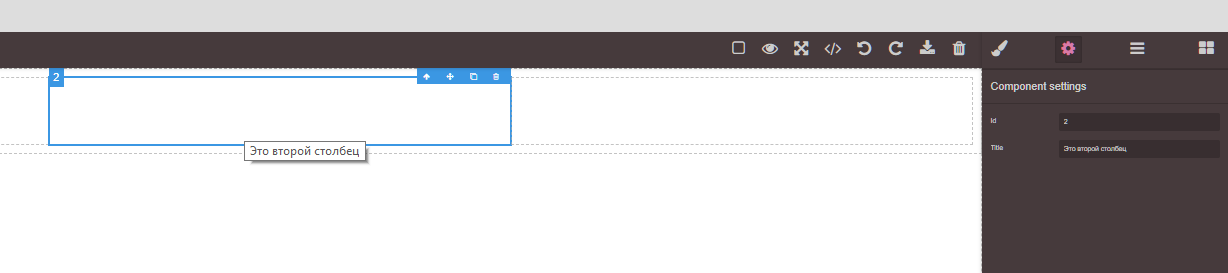 2
Component settings
Id
2
Это второй столбец
Title
Это второй столбец